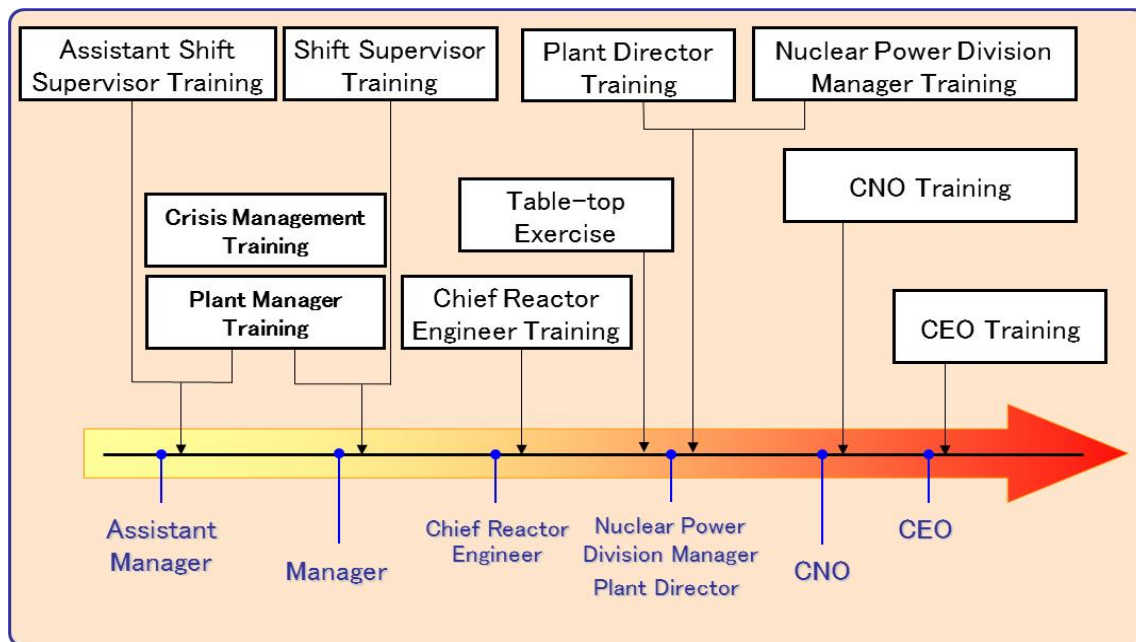 Assistant Shift
Supervisor Training
Shift Supervisor
Training
Plant Director
Training
Nuclear Power Division
Manager Training
CNO Training
Crisis Management
Training
Table-top
Exercise
Plant Manager
Training
Chief Reactor
Engineer Training
CEO Training
Assistant
Manager
Manager
Chief Reactor
Engineer
Nuclear Power
Division Manager
Plant Director
CNO
CEO